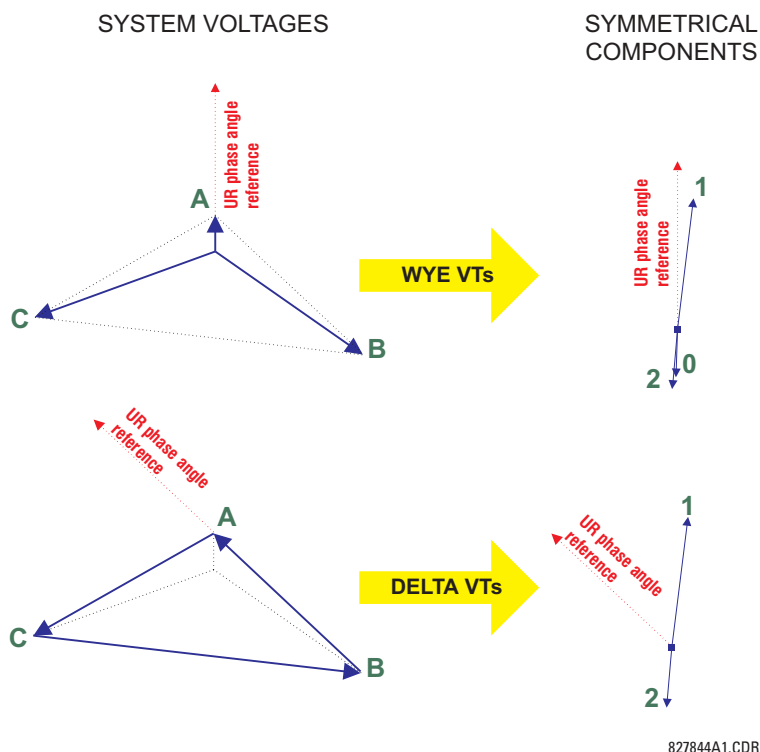 SYSTEM VOLTAGES
SYMMETRICAL
COMPONENTS
UR phase angle
reference
A
C
B
WYE VTs
UR phase angle
reference
1
2
0
UR phase angle
reference
A
C
B
DELTA VTs
UR phase angle
reference
1
2
827844A1.CDR